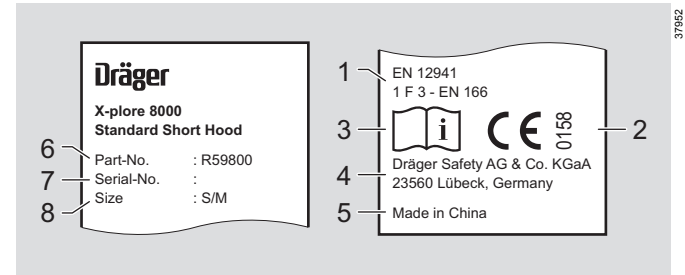 Dräger
X-plore 8000
Standard Short Hood
6 Part-No. : R59800
7 Serial-No. :
8 Size : S/M
1 EN 12941
1 F 3 - EN 166
3 i CE 0158 2
4 Dräger Safety AG & Co. KGaA
23560 Lübeck, Germany
5 Made in China
37952